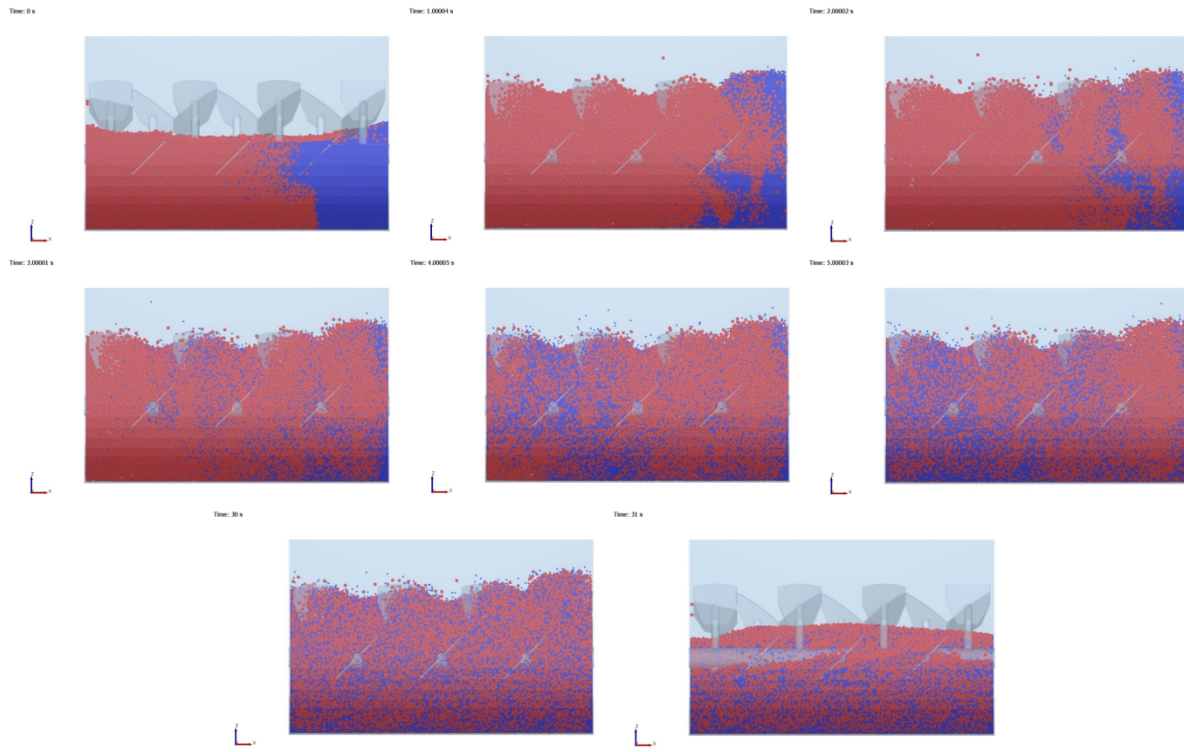 Time: 0 s
Time: 1.00004 s
Time: 2.00002 s
Time: 3.00001 s
Time: 4.00005 s
Time: 5.00003 s
Time: 30 s
Time: 31 s